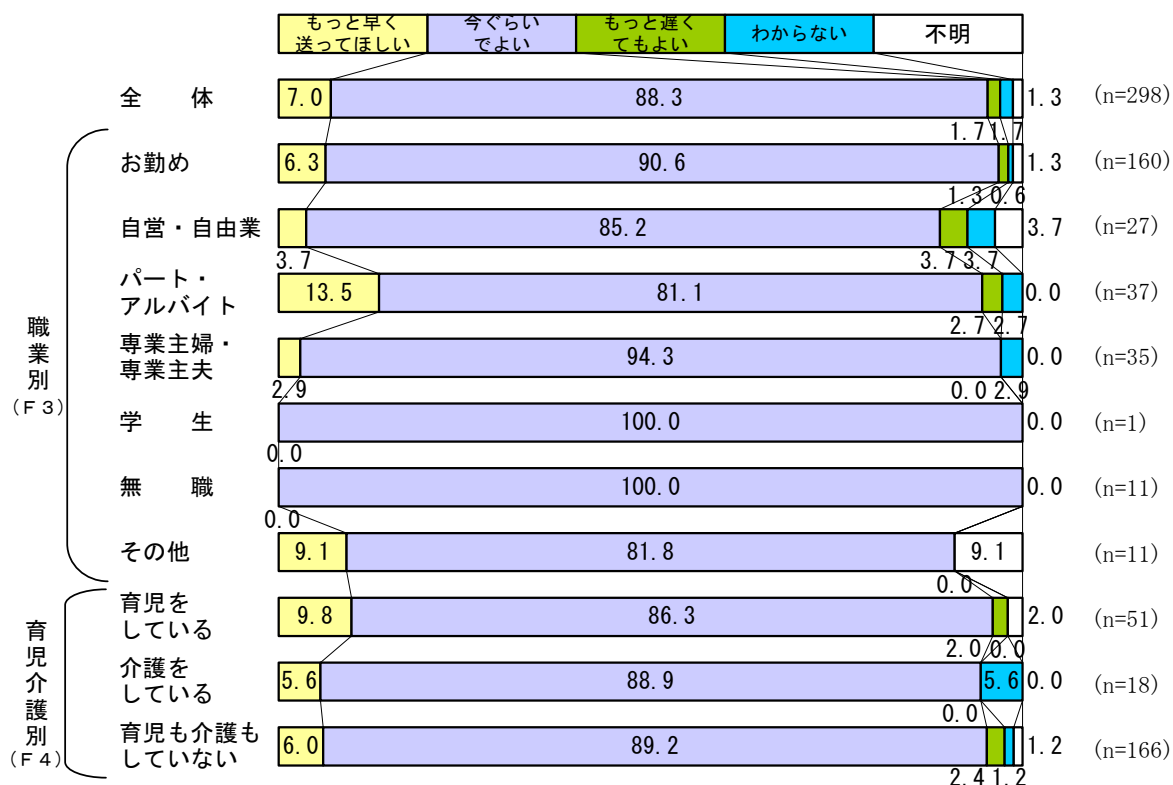 もっと早く
送ってほしい
今ぐらい
でよい
もっと遅く
てもよい
わからない
不明
全　体
7.0
88.3
1.7
1.7
1.3
(n=298)
職業別
(F3)
お勤め
6.3
90.6
1.3
0.6
1.3
(n=160)
自営・自由業
3.7
85.2
3.7
3.7
3.7
(n=27)
パート・
アルバイト
13.5
81.1
2.7
2.7
0.0
(n=37)
専業主婦・
専業主夫
2.9
94.3
0.0
2.9
0.0
(n=35)
学　生
0.0
100.0
0.0
(n=1)
無　職
0.0
100.0
0.0
(n=11)
その他
9.1
81.8
0.0
9.1
(n=11)
育児介護別
(F4)
育児を
している
9.8
86.3
2.0
0.0
2.0
(n=51)
介護を
している
5.6
88.9
0.0
5.6
0.0
(n=18)
育児も介護も
していない
6.0
89.2
2.4
1.2
1.2
(n=166)